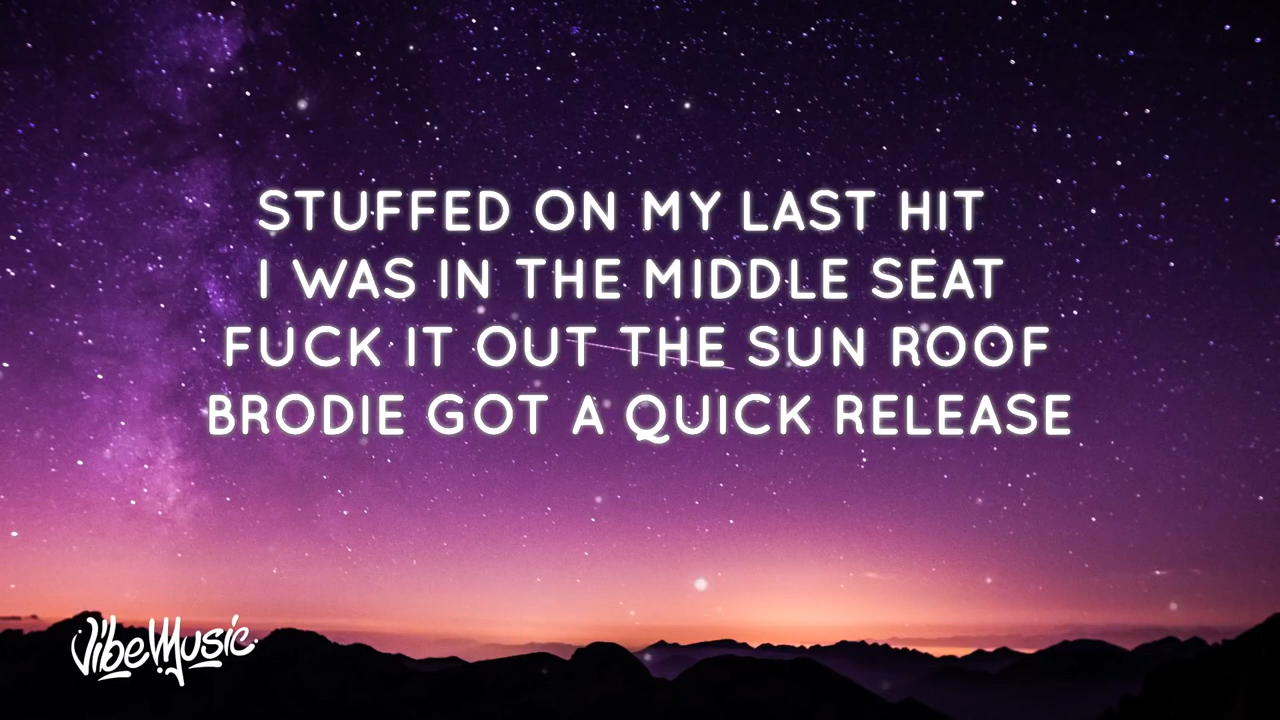 STUFFED ON MY LAST HIT
I WAS IN THE MIDDLE SEAT
FUCK IT OUT THE SUN ROOF
BRODIE GOT A QUICK RELEASE
VibeMusic